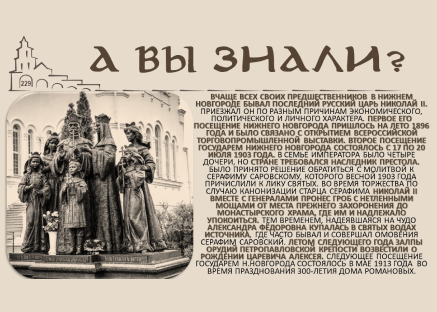 229
А ВЫ ЗНАЛИ?
ВЧАЩЕ ВСЕХ СВОИХ ПРЕДШЕСТВЕННИКОВ В НИЖНЕМ
НОВГОРОДЕ БЫВАЛ ПОСЛЕДНИЙ РУССКИЙ ЦАРЬ НИКОЛАЙ II.
ПРИЕЗЖАЛ ОН ПО РАЗНЫМ ПРИЧИНАМ ЭКОНОМИЧЕСКОГО,
ПОЛИТИЧЕСКОГО И ЛИЧНОГО ХАРАКТЕРА. ПЕРВОЕ ЕГО
ПОСЕЩЕНИЕ НИЖНЕГО НОВГОРОДА ПРИШЛОСЬ НА ЛЕТО 1896
ГОДА И БЫЛО СВЯЗАНО С ОТКРЫТИЕМ ВСЕРОССИЙСКОЙ
ТОРГОВОПРОМЫШЛЕННОЙ ВЫСТАВКИ. ВТОРОЕ ПОСЕЩЕНИЕ
ГОСУДАРЕМ НИЖНЕГО НОВГОРОДА СОСТОЯЛОСЬ С 17 ПО 20
ИЮЛЯ 1903 ГОДА. В СЕМЬЕ ИМПЕРАТОРА БЫЛО ЧЕТЫРЕ
ДОЧЕРИ, НО СТРАНЕ ТРЕБОВАЛСЯ НАСЛЕДНИК ПРЕСТОЛА.
БЫЛО ПРИНЯТО РЕШЕНИЕ ОБРАТИТЬСЯ С МОЛИТВОЙ К
СЕРАФИМУ САРОВСКОМУ, КОТОРОГО ВЕСНОЙ 1903 ГОДА
ПРИЧИСЛИЛИ К ЛИКУ СВЯТЫХ. ВО ВРЕМЯ ТОРЖЕСТВА ПО
СЛУЧАЮ КАНОНИЗАЦИИ СТАРЦА СЕРАФИМА НИКОЛАЙ II
ВМЕСТЕ С ГЕНЕРАЛАМИ ПРОНЕС ГРОБ С НЕТЛЕННЫМИ
МОЩАМИ ОТ МЕСТА ПРЕЖНЕГО ЗАХОРОНЕНИЯ ДО
МОНАСТЫРСКОГО ХРАМА, ГДЕ ИМ И НАДЛЕЖАЛО
УПОКОИТЬСЯ. ТЕМ ВРЕМЕНЕМ, НАДЕЯВШАЯСЯ НА ЧУДО
АЛЕКСАНДРА ФЁДОРОВНА КУПАЛАСЬ В СВЯТЫХ ВОДАХ
ИСТОЧНИКА, ГДЕ ЧАСТО БЫВАЛ И СОВЕРШАЛ ОМОВЕНИЯ
СЕРАФИМ САРОВСКИЙ. ЛЕТОМ СЛЕДУЮЩЕГО ГОДА ЗАЛПЫ
ОРУДИЙ ПЕТРОПАВЛОВСКОЙ КРЕПОСТИ ВОЗВЕСТИЛИ О
РОЖДЕНИИ ЦАРЕВИЧА АЛЕКСЕЯ. СЛЕДУЮЩЕЕ ПОСЕЩЕНИЕ
ГОСУДАРЕМ Н.НОВГОРОДА СОСТОЯЛОСЬ В МАЕ 1913 ГОДА ВО
ВРЕМЯ ПРАЗДНОВАНИЯ 300-ЛЕТИЯ ДОМА РОМАНОВЫХ.